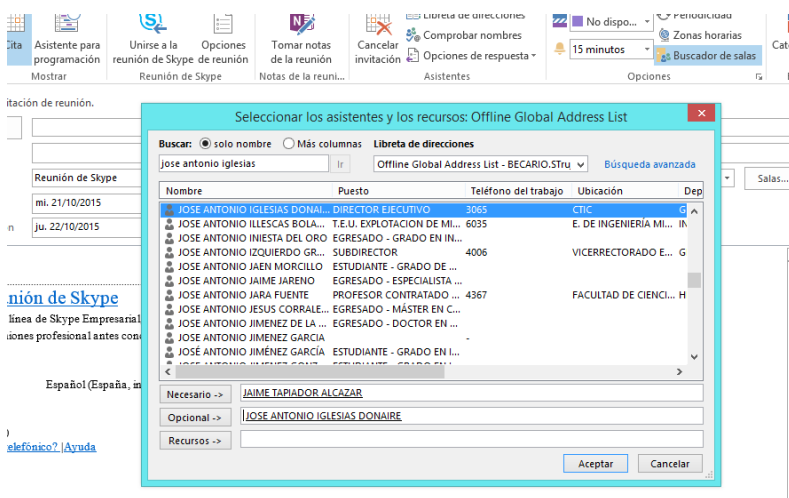 Cita
Asistente para
programación
Mostrar
Unirse a la
reunión de Skype
Opciones
de reunión
Reunión de Skype
Tomar notas
de la reunión
Notas de la reuni...
Cancelar
invitación
Libreta de direcciones
Comprobar nombres
Opciones de respuesta
Asistentes
No dispo...
15 minutos
Periodicidad
Zonas horarias
Buscador de salas
Opciones
Cate
itación de reunión.
Reunión de Skype
Salas...
mi. 21/10/2015
ju. 22/10/2015
Seleccionar los asistentes y los recursos: Offline Global Address List
Buscar: solo nombre Más columnas Libreta de direcciones
jose antonio iglesias Ir Offline Global Address List - BECARIO.STru Búsqueda avanzada
Nombre Puesto Teléfono del trabajo Ubicación Dep
JOSE ANTONIO IGLESIAS DONAI... DIRECTOR EJECUTIVO 3065 CTIC G
JOSE ANTONIO ILLESCAS BOLA... T.E.U. EXPLOTACION DE MI... 6035 E. DE INGENIERÍA MI... IN
JOSE ANTONIO INIESTA DEL ORO EGRESADO - GRADO EN IN...
JOSE ANTONIO IZQUIERDO GR... SUBDIRECTOR 4006 VICERRECTORADO E... G
JOSE ANTONIO JAEN MORCILLO ESTUDIANTE - GRADO DE ...
JOSE ANTONIO JAIME JARENO EGRESADO - ESPECIALISTA ...
JOSE ANTONIO JARA FUENTE PROFESOR CONTRATADO ... 4367 FACULTAD DE CIENCI... H
JOSE ANTONIO JESUS CORRALE... EGRESADO - MÁSTER EN C...
JOSE ANTONIO JIMENEZ DE LA ... EGRESADO - DOCTOR EN ...
JOSE ANTONIO JIMENEZ GARCIA -
JOSÉ ANTONIO JIMÉNEZ GARCÍA ESTUDIANTE - GRADO EN I...
Necesario -> JAIME TAPIADOR ALCAZAR
Opcional -> JOSE ANTONIO IGLESIAS DONAIRE
Recursos ->
Aceptar Cancelar
nión de Skype
línea de Skype Empresarial
iones profesional antes cono
Español (España, in
elefónico? |Ayuda